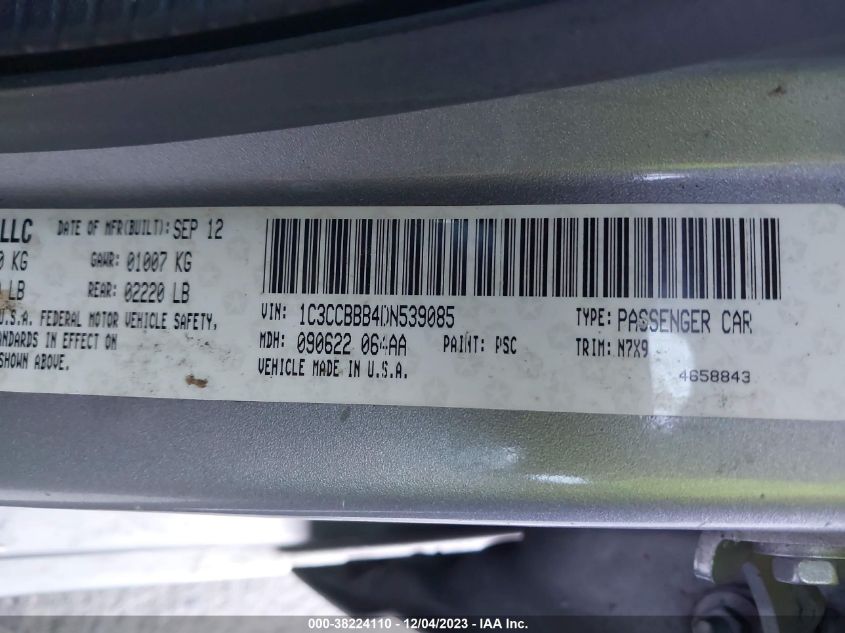 LLC DATE OF MFR(BUILT): SEP 12
KG GAWR: 01007 KG
LB REAR: 02220 LB
U.S.A. FEDERAL MOTOR VEHICLE SAFETY,
STANDARDS IN EFFECT ON
SHOWN ABOVE.
VIN: 1C3CCBBB4DN539085 TYPE: PASSENGER CAR
MDH: 090622 064AA PAINT: PSC TRIM: N7X9
VEHICLE MADE IN U.S.A. 4658843
000-38224110 - 12/04/2023 - IAA Inc.